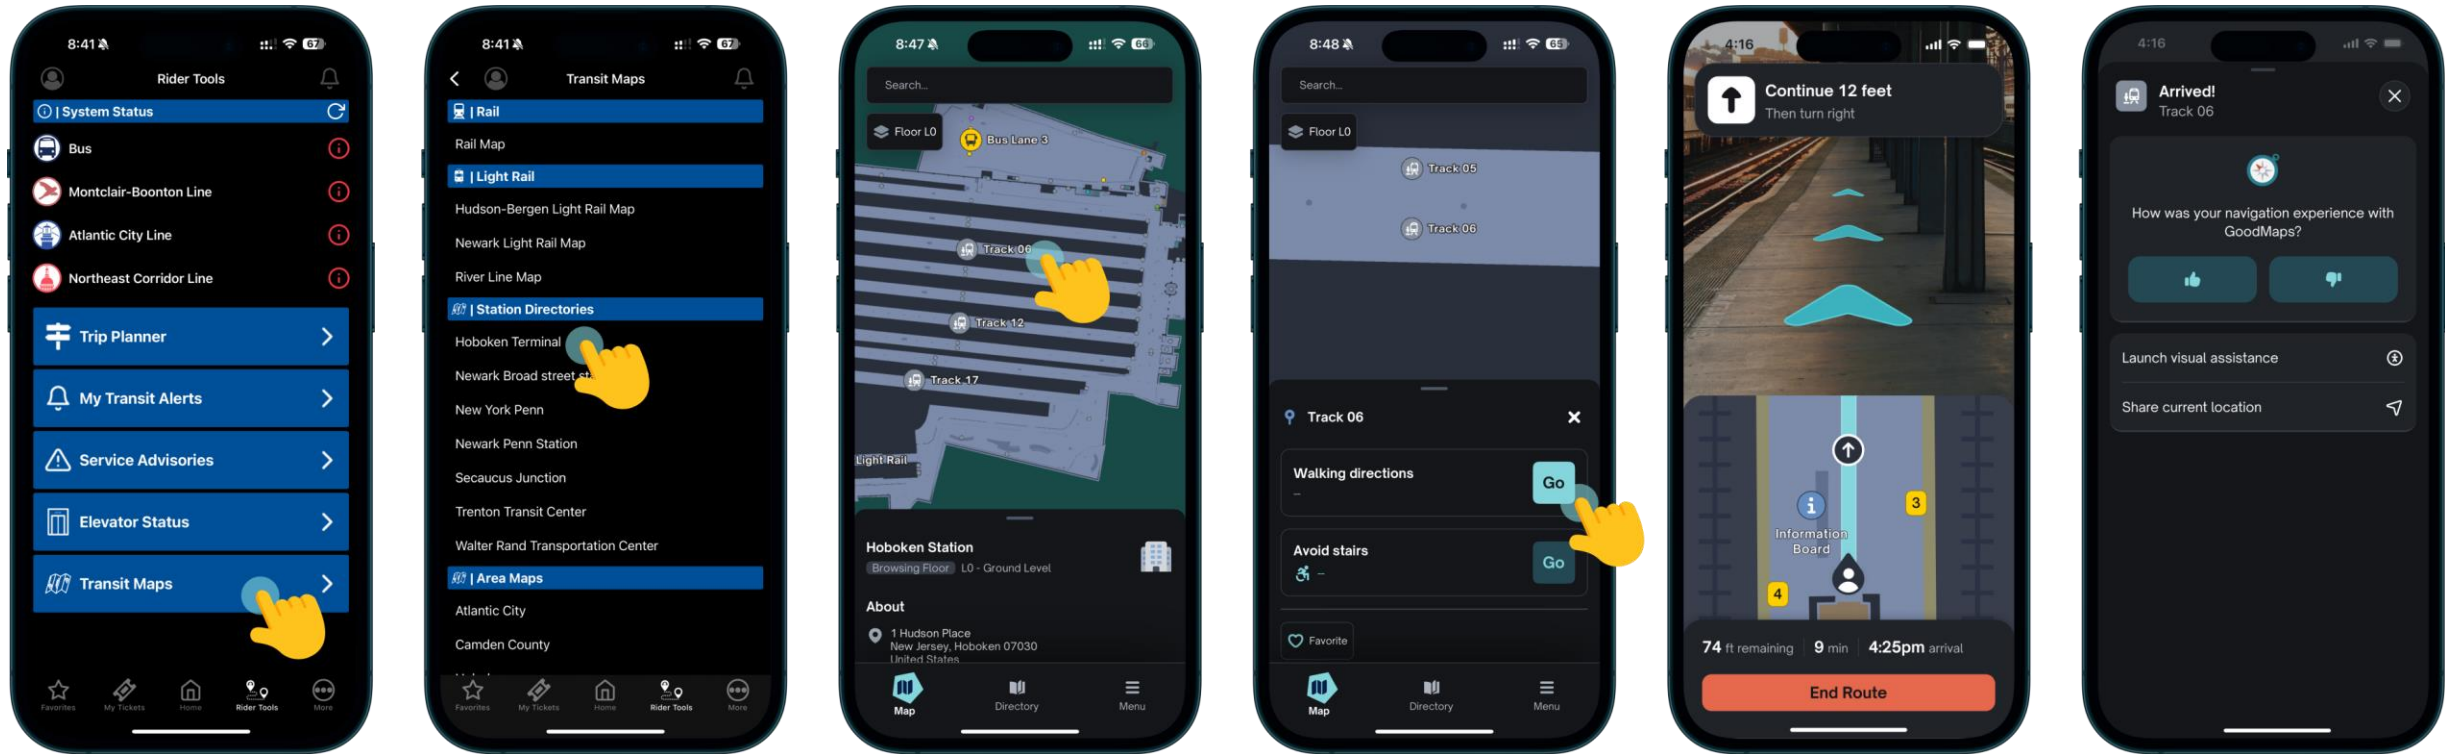 8:41
67
Rider Tools
| System Status
Bus
Montclair-Boonton Line
Atlantic City Line
Northeast Corridor Line
Trip Planner
My Transit Alerts
Service Advisories
Elevator Status
Transit Maps
Favorites
My Tickets
Home
Rider Tools
More
8:41
67
Transit Maps
| Rail
Rail Map
| Light Rail
Hudson-Bergen Light Rail Map
Newark Light Rail Map
River Line Map
| Station Directories
Hoboken Terminal
Newark Broad street
New York Penn
Newark Penn Station
Secaucus Junction
Trenton Transit Center
Walter Rand Transportation Center
| Area Maps
Atlantic City
Camden County
Favorites
My Tickets
Home
Rider Tools
More
8:47
66
Search...
Floor L0
Bus Lane 3
Track 06
Track 12
Track 17
Light Rail
Hoboken Station
Browsing Floor L0 - Ground Level
About
1 Hudson Place
New Jersey, Hoboken 07030
United States
Map
Directory
Menu
8:48
65
Search...
Floor L0
Track 05
Track 06
Track 06
Walking directions
–
Go
Avoid stairs
–
Go
Favorite
Map
Directory
Menu
4:16
Continue 12 feet
Then turn right
3
Information
Board
4
74 ft remaining
9 min
4:25pm arrival
End Route
4:16
Arrived!
Track 06
How was your navigation experience with
GoodMaps?
Launch visual assistance
Share current location